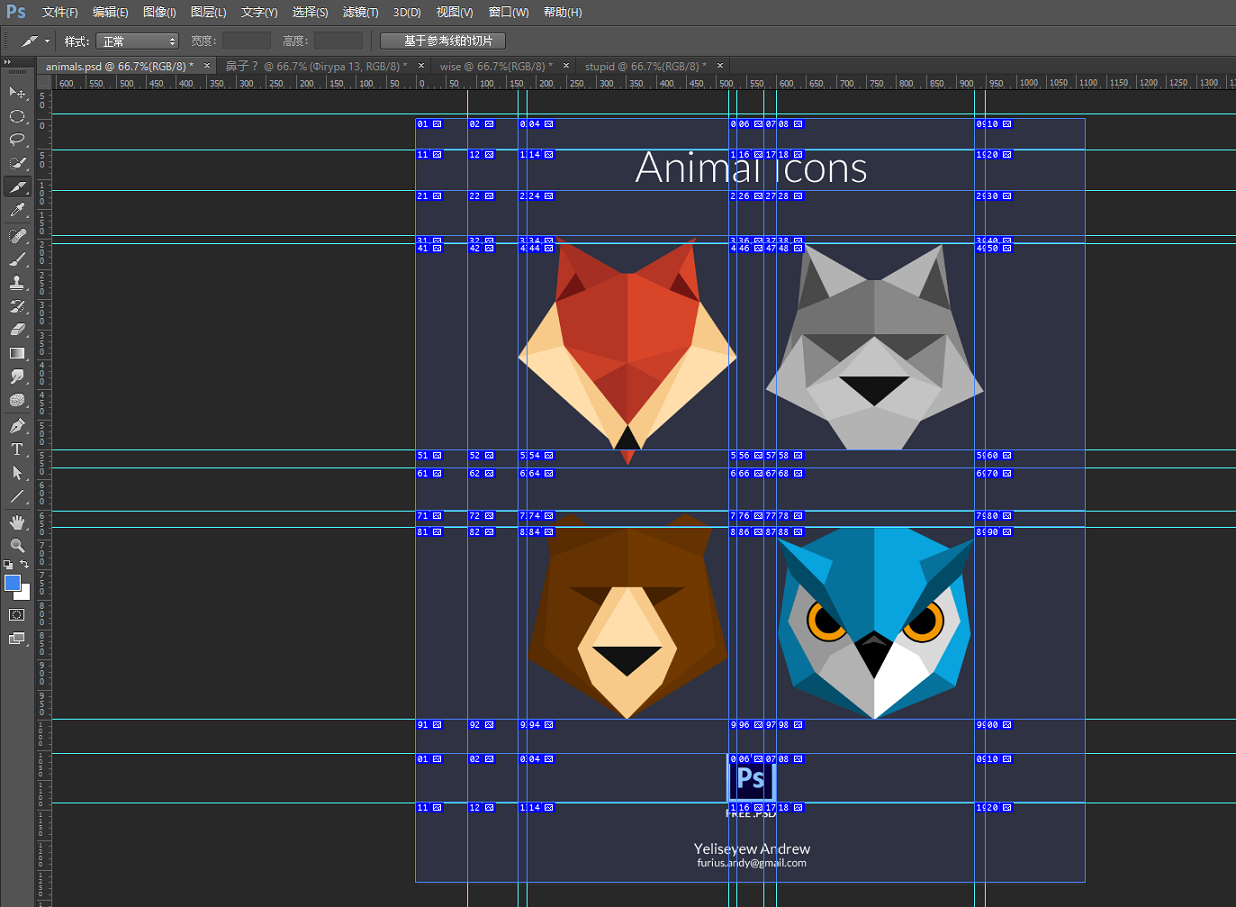 Ps 文件(F) 编辑(E) 图像(I) 图层(L) 文字(Y) 选择(S) 滤镜(T) 3D(D) 视图(V) 窗口(W) 帮助(H)
样式: 正常 宽度: 高度: 基于参考线的切片
animals.psd @ 66.7%(RGB/8) * × 鼻子？ @ 66.7% (Фігура 13, RGB/8) * × wise @ 66.7%(RGB/8) * × stupid @ 66.7%(RGB/8) * ×
600 550 500 450 400 350 300 250 200 150 100 50 0 50 100 150 200 250 300 350 400 450 500 550 600 650 700 750 800 850 900 950 1000 1050 1100 1150 1200 1250 1300
01 02 04 06 07 08 09 10
11 12 14 16 17 18 19 20
Animal Icons
21 22 24 26 27 28 29 30
31 32 34 36 37 38 39 40
41 42 44 46 47 48 49 50
51 52 54 56 57 58 59 60
61 62 64 66 67 68 69 70
71 72 74 76 77 78 79 80
81 82 84 86 87 88 89 90
91 92 94 96 97 98 99 00
01 02 04 06 07 08 09 10
Ps
11 12 14 16 17 18 19 20
FREE .PSD
Yeliseyew Andrew
furius.andy@gmail.com